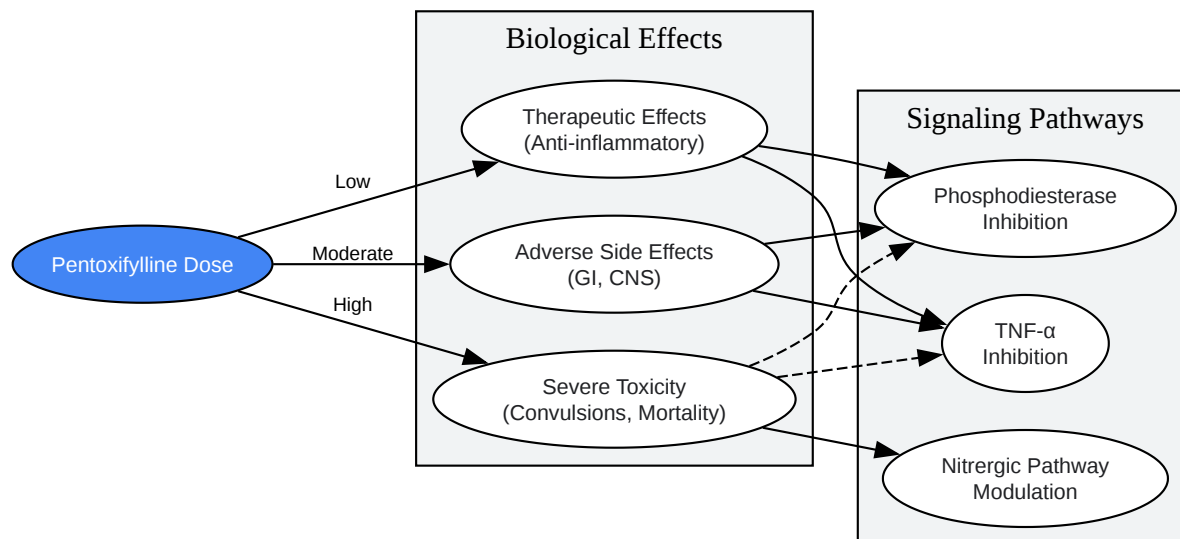 Biological Effects
Signaling Pathways
Pentoxifylline Dose
Low
Moderate
High
Therapeutic Effects
(Anti-inflammatory)
Adverse Side Effects
(GI, CNS)
Severe Toxicity
(Convulsions, Mortality)
Phosphodiesterase
Inhibition
TNF-α
Inhibition
Nitrergic Pathway
Modulation